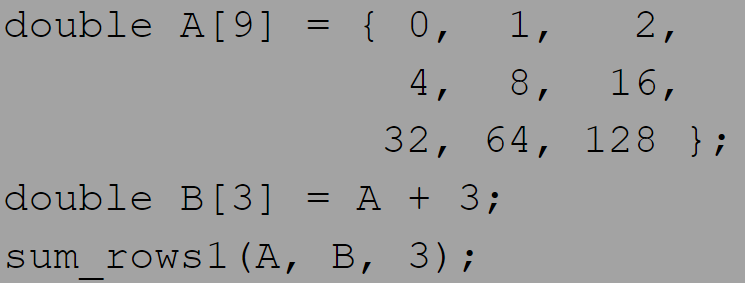 double A[9] = { 0, 1, 2,
4, 8, 16,
32, 64, 128 };
double B[3] = A + 3;
sum_rows1(A, B, 3);